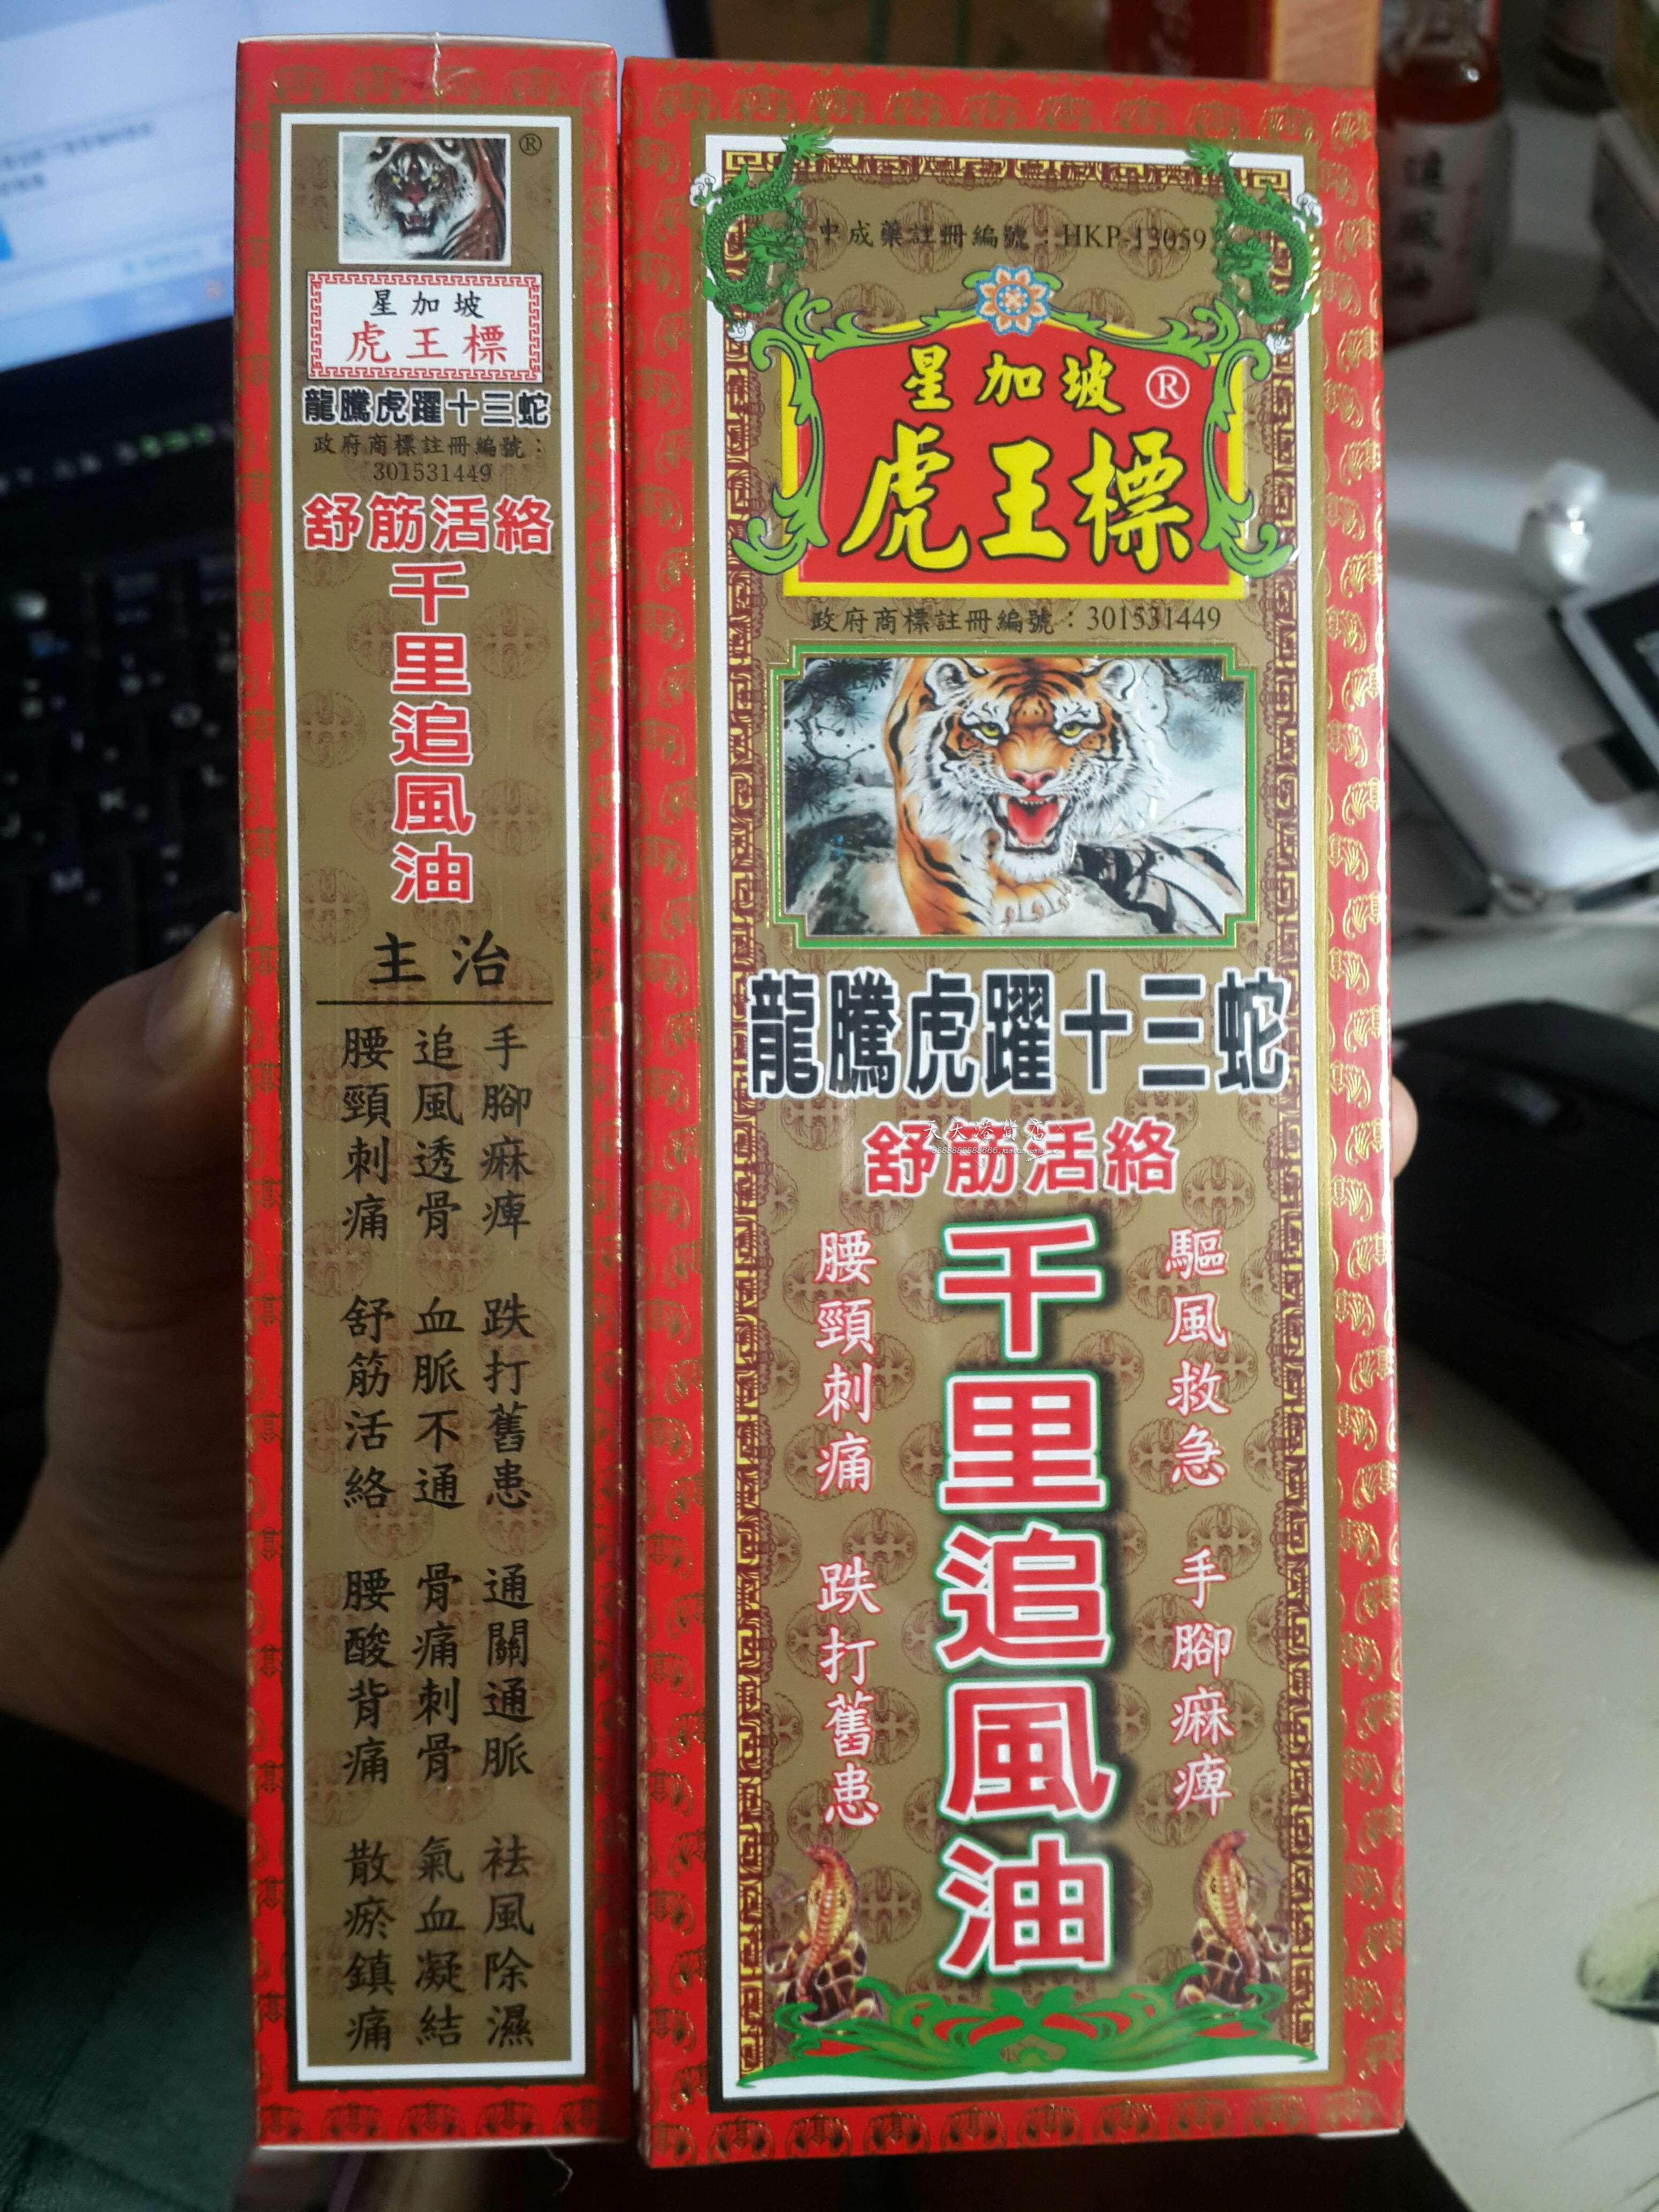 ®
星加坡
虎王標
龍騰虎躍十三蛇
政府商標註冊編號：
301531449
舒筋活絡
千里追風油
主治
手腳麻痺 跌打舊患 通關通脈 祛風除濕
追風透骨 血脈不通 骨痛刺骨 氣血凝結
腰頸刺痛 舒筋活絡 腰酸背痛 散瘀鎮痛
中成藥註冊編號：HKP-13059
星加坡®
虎王標
政府商標註冊編號：301531449
龍騰虎躍十三蛇
天大港貨店
舒筋活絡
驅風救急 手腳麻痺
千里追風油
腰頸刺痛 跌打舊患